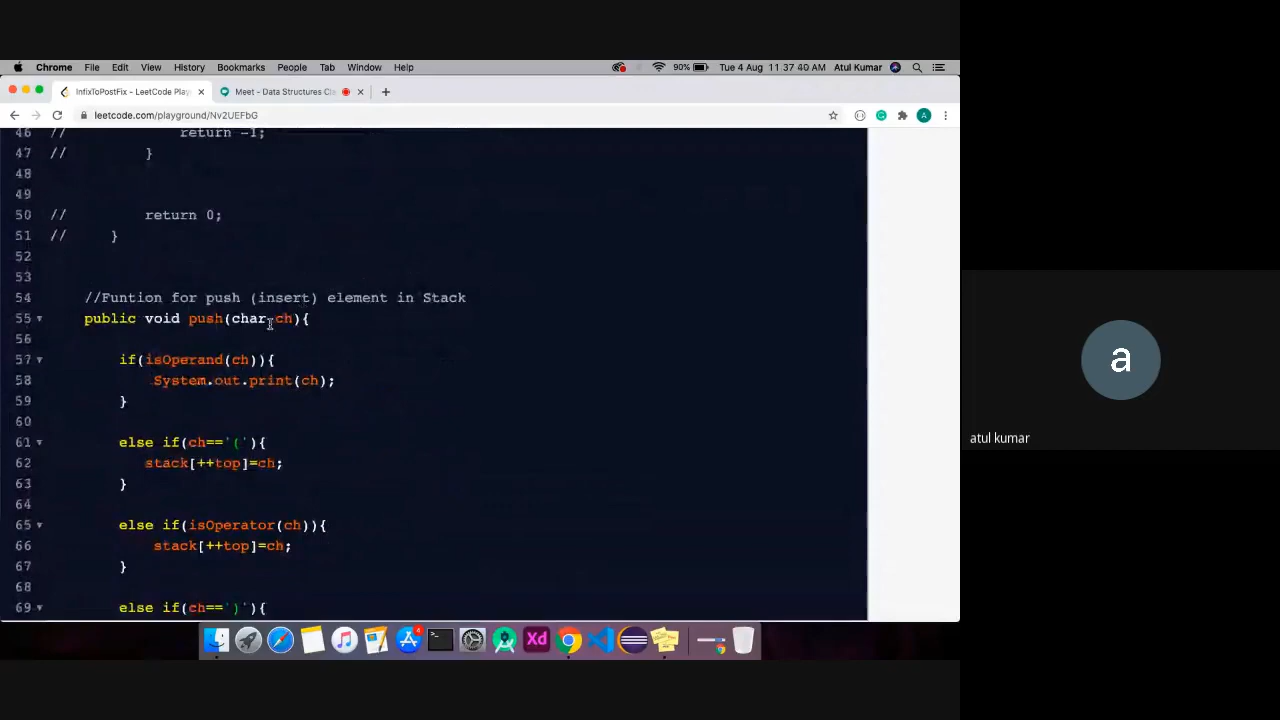 Chrome File Edit View History Bookmarks People Tab Window Help 90% Tue 4 Aug 11:37:40 AM Atul Kumar
InfixToPostFix - LeetCode Play Meet - Data Structures Cl
leetcode.com/playground/Nv2UEFbG A
46 // return -1;
47 // }
48
49
50 // return 0;
51 // }
52
53
54 //Funtion for push (insert) element in Stack
55 public void push(char ch){
56
57 if(isOperand(ch)){
58 System.out.print(ch);
59 }
60
61 else if(ch=='('){
62 stack[++top]=ch;
63 }
64
65 else if(isOperator(ch)){
66 stack[++top]=ch;
67 }
68
69 else if(ch==')'){
a
atul kumar
Xd